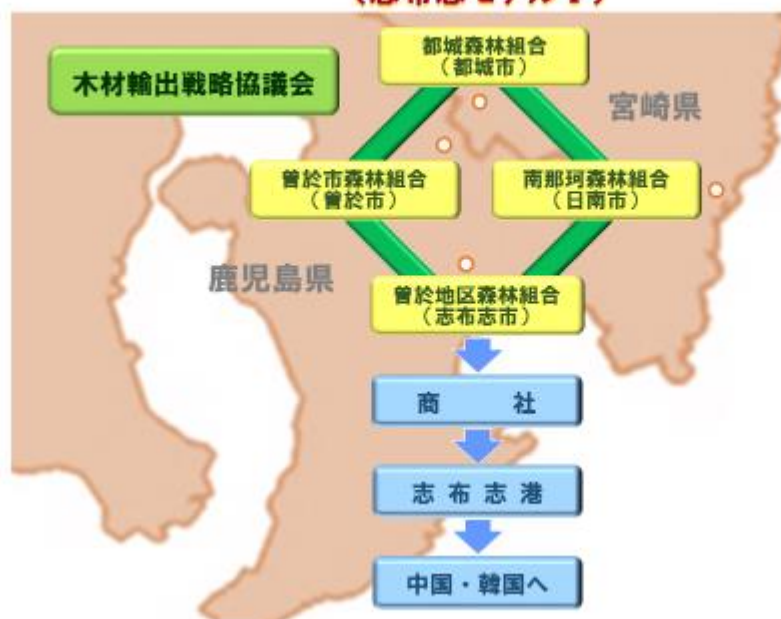 都城森林組合
（都城市）
木材輸出戦略協議会
宮崎県
曽於市森林組合
（曽於市）
南那珂森林組合
（日南市）
鹿児島県
曽於地区森林組合
（志布志市）
商　　社
志 布 志 港
中国・韓国へ